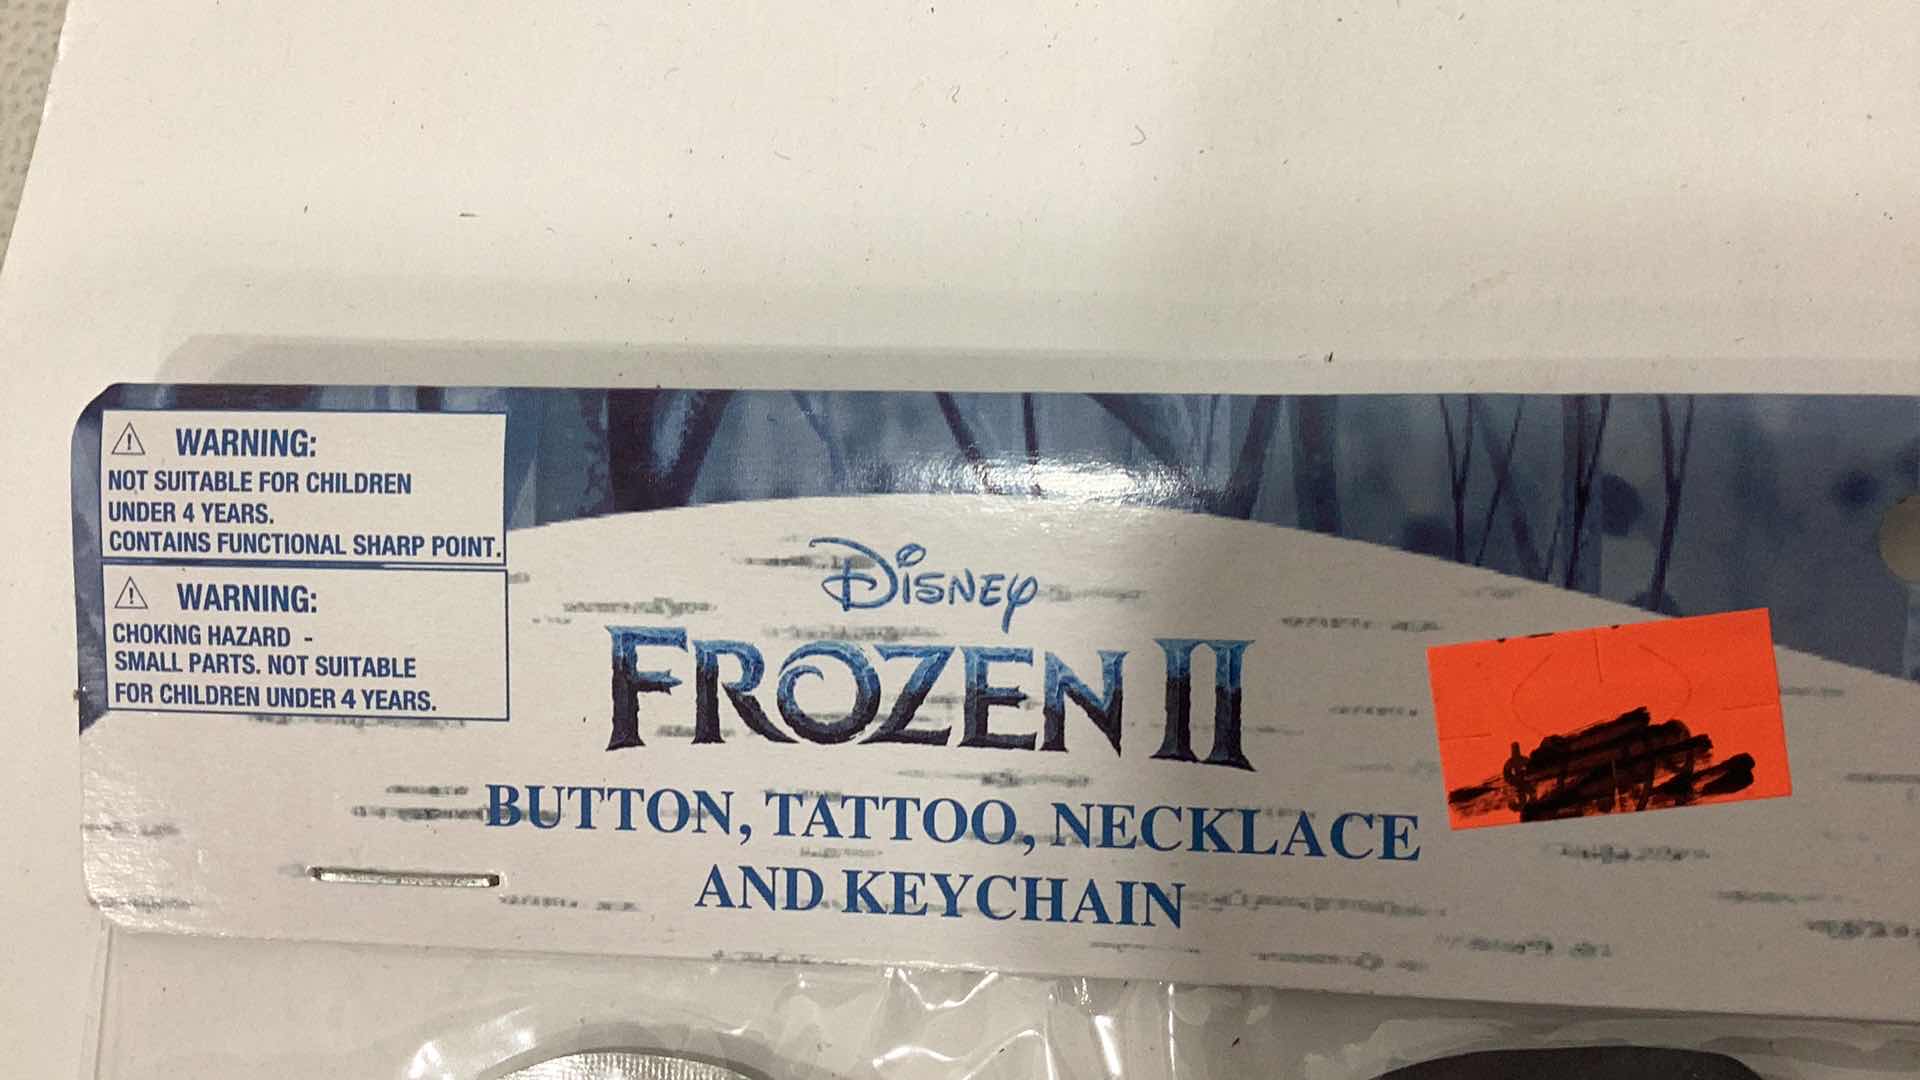 WARNING:
NOT SUITABLE FOR CHILDREN
UNDER 4 YEARS.
CONTAINS FUNCTIONAL SHARP POINT.
WARNING:
CHOKING HAZARD -
SMALL PARTS. NOT SUITABLE
FOR CHILDREN UNDER 4 YEARS.
DISNEY
FROZEN II
BUTTON, TATTOO, NECKLACE
AND KEYCHAIN